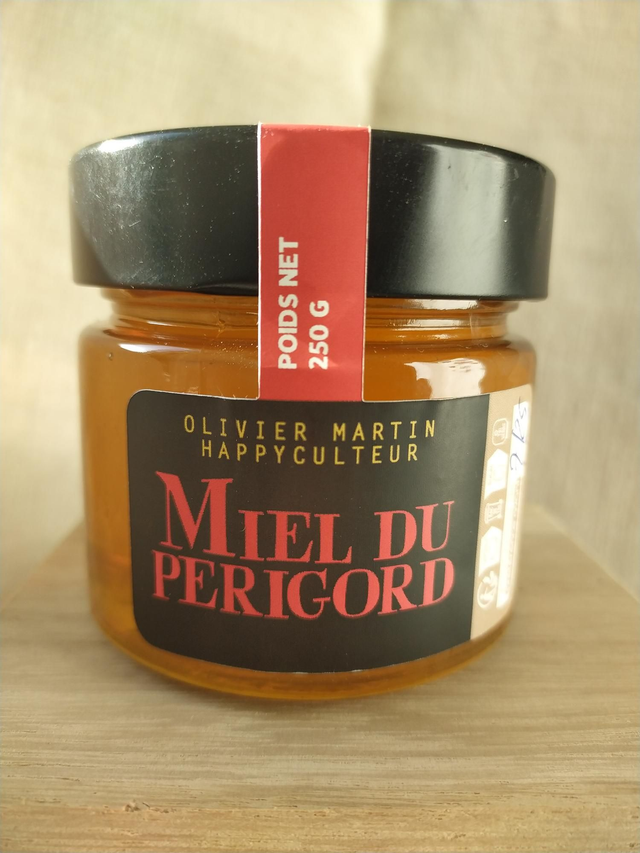 POIDS NET
250 G
OLIVIER MARTIN
HAPPYCULTEUR
MIEL DU
PERIGORD